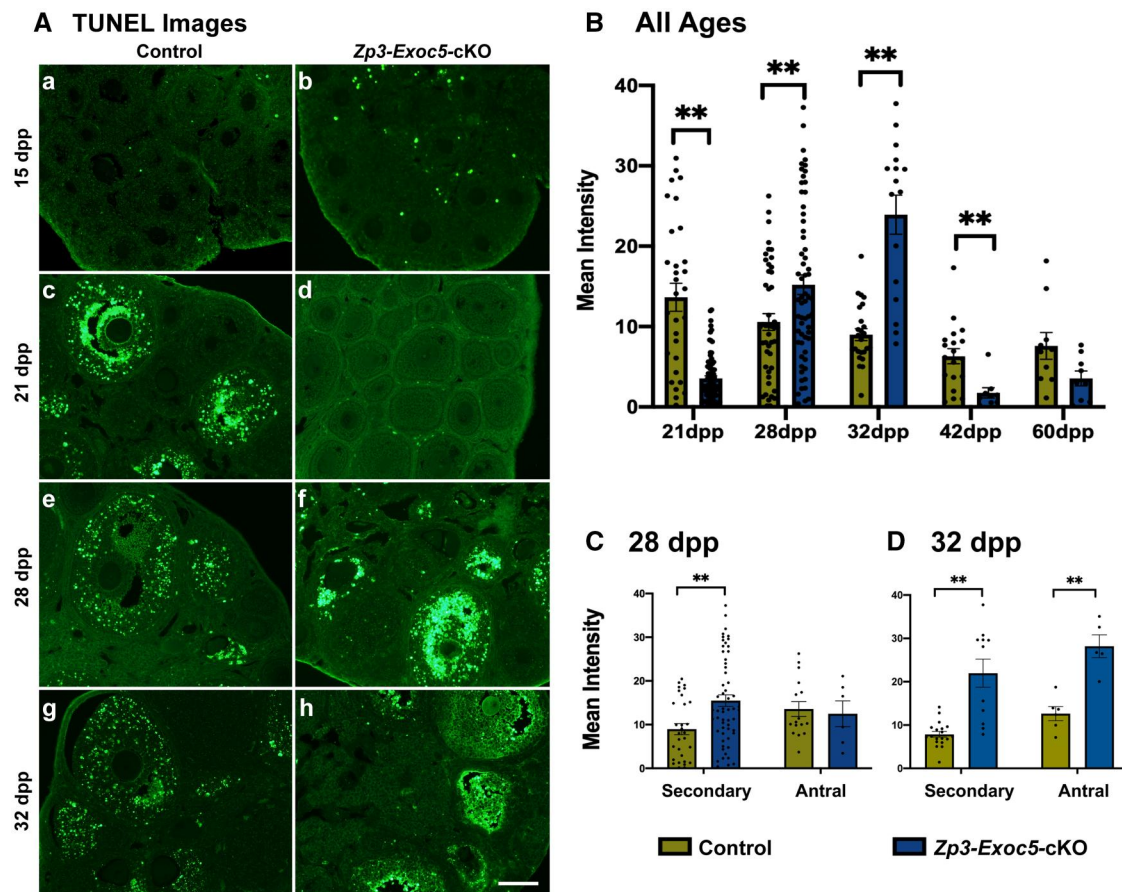 A TUNEL Images
Control
Zp3-Exoc5-cKO
15 dpp
a
b
21 dpp
c
d
28 dpp
e
f
32 dpp
g
h
B All Ages
Mean Intensity
40
30
20
10
0
** ** ** **
21dpp 28dpp 32dpp 42dpp 60dpp
C 28 dpp
Mean Intensity
40
30
20
10
0
**
Secondary Antral
D 32 dpp
40
30
20
10
0
** **
Secondary Antral
Control Zp3-Exoc5-cKO